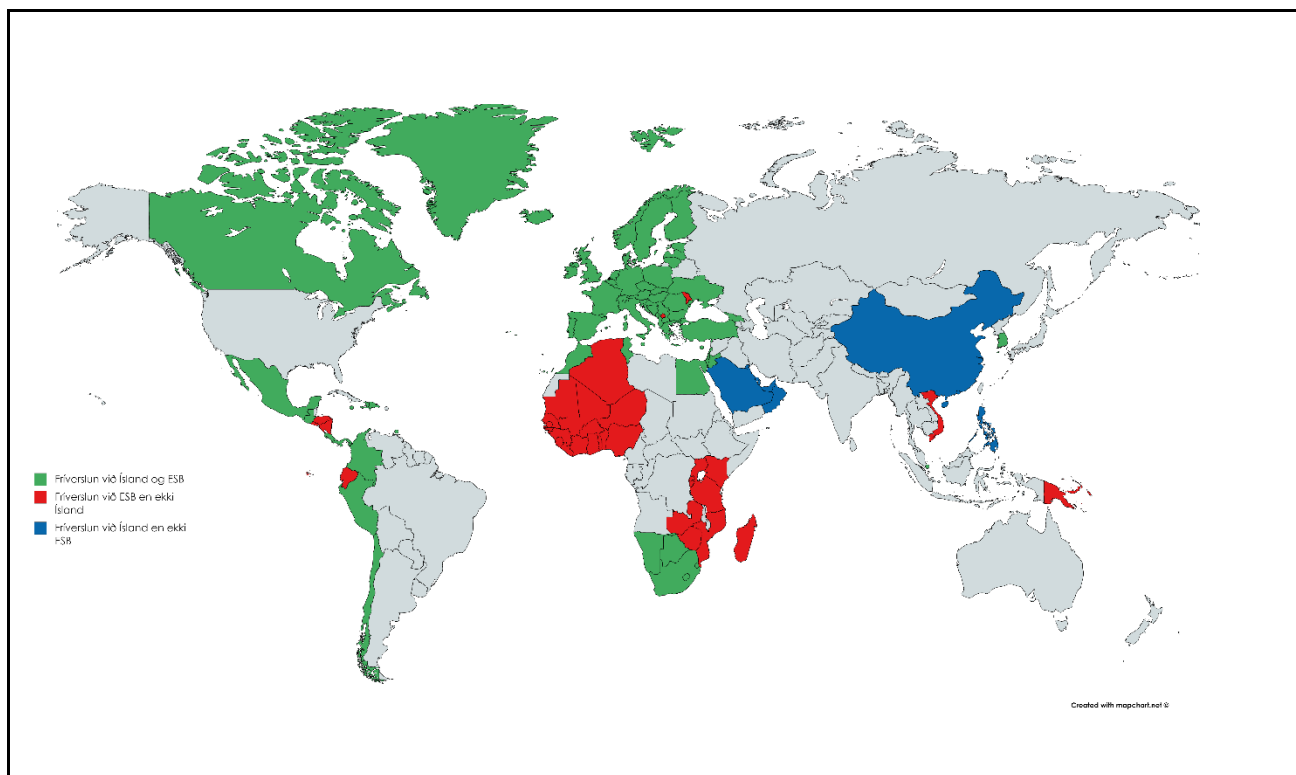 Fríverslun við Ísland og ESB
Fríverslun við ESB en ekki
Ísland
Fríverslun við Ísland en ekki
ESB
Created with mapchart.net ©